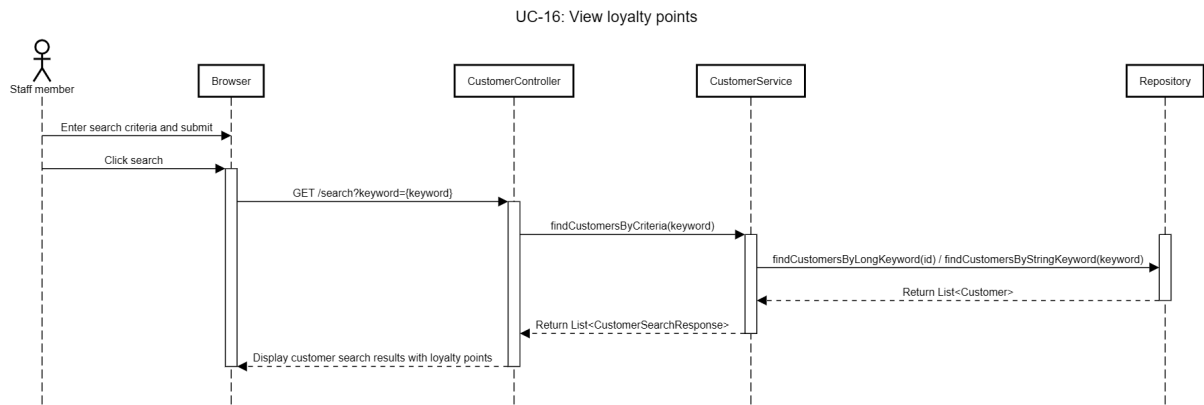 UC-16: View loyalty points
Staff member
Browser
CustomerController
CustomerService
Repository
Enter search criteria and submit
Click search
GET /search?keyword={keyword}
findCustomersByCriteria(keyword)
findCustomersByLongKeyword(id) / findCustomersByStringKeyword(keyword)
Return List<Customer>
Return List<CustomerSearchResponse>
Display customer search results with loyalty points